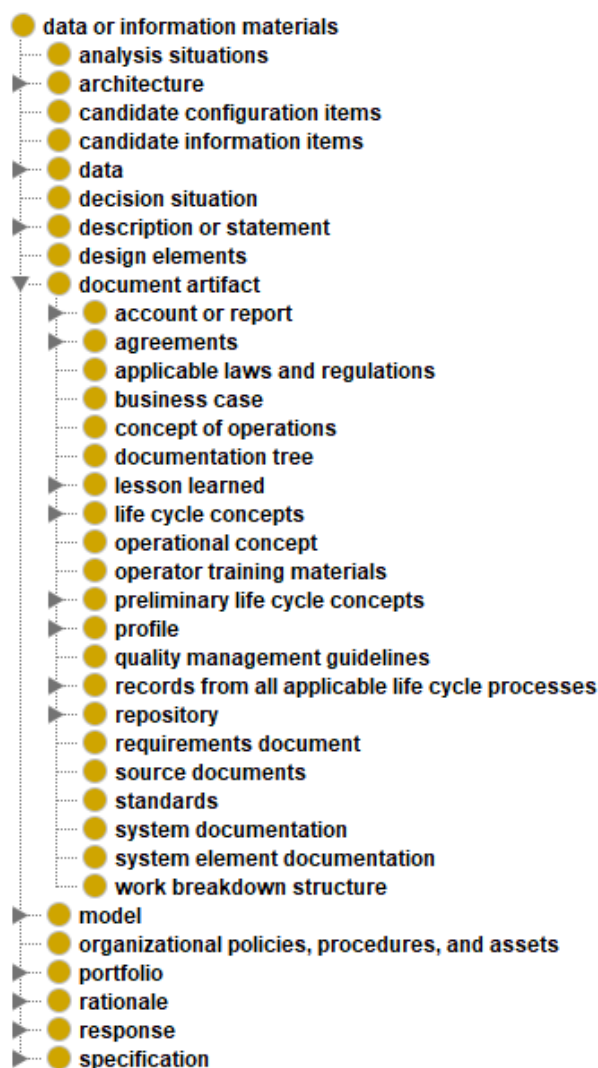 data or information materials
analysis situations
architecture
candidate configuration items
candidate information items
data
decision situation
description or statement
design elements
document artifact
account or report
agreements
applicable laws and regulations
business case
concept of operations
documentation tree
lesson learned
life cycle concepts
operational concept
operator training materials
preliminary life cycle concepts
profile
quality management guidelines
records from all applicable life cycle processes
repository
requirements document
source documents
standards
system documentation
system element documentation
work breakdown structure
model
organizational policies, procedures, and assets
portfolio
rationale
response
specification